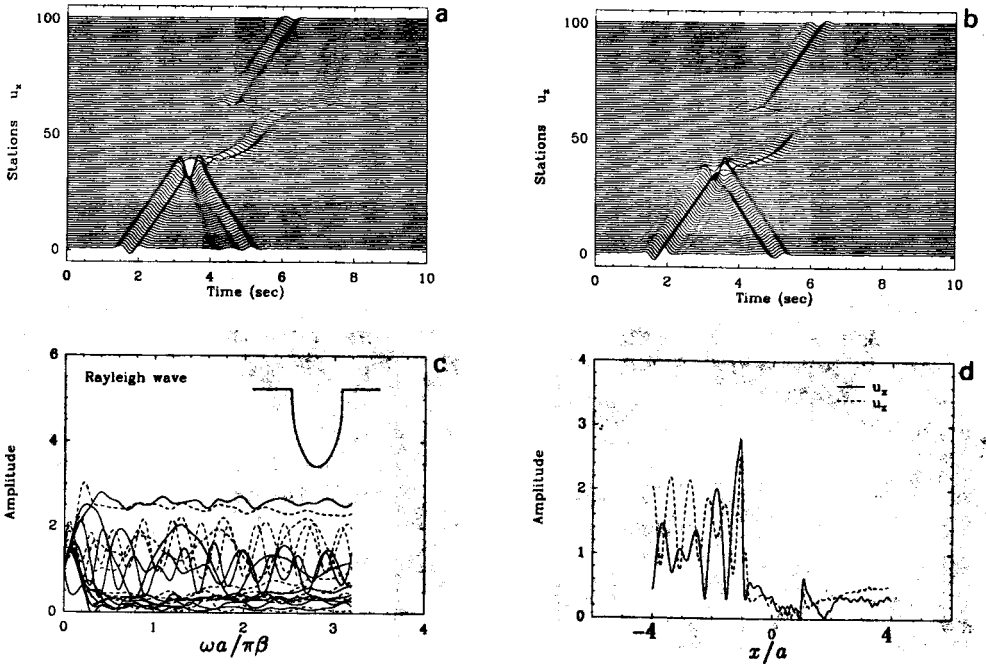 a
100
50
0
Stations
0 2 4 6 8 10
Time (sec)
b
100
50
0
Stations
0 2 4 6 8 10
Time (sec)
c
Rayleigh wave
6
4
2
0
Amplitude
0 1 2 3 4
ωa/πβ
d
4
3
2
1
0
Amplitude
-4 0 4
x/a